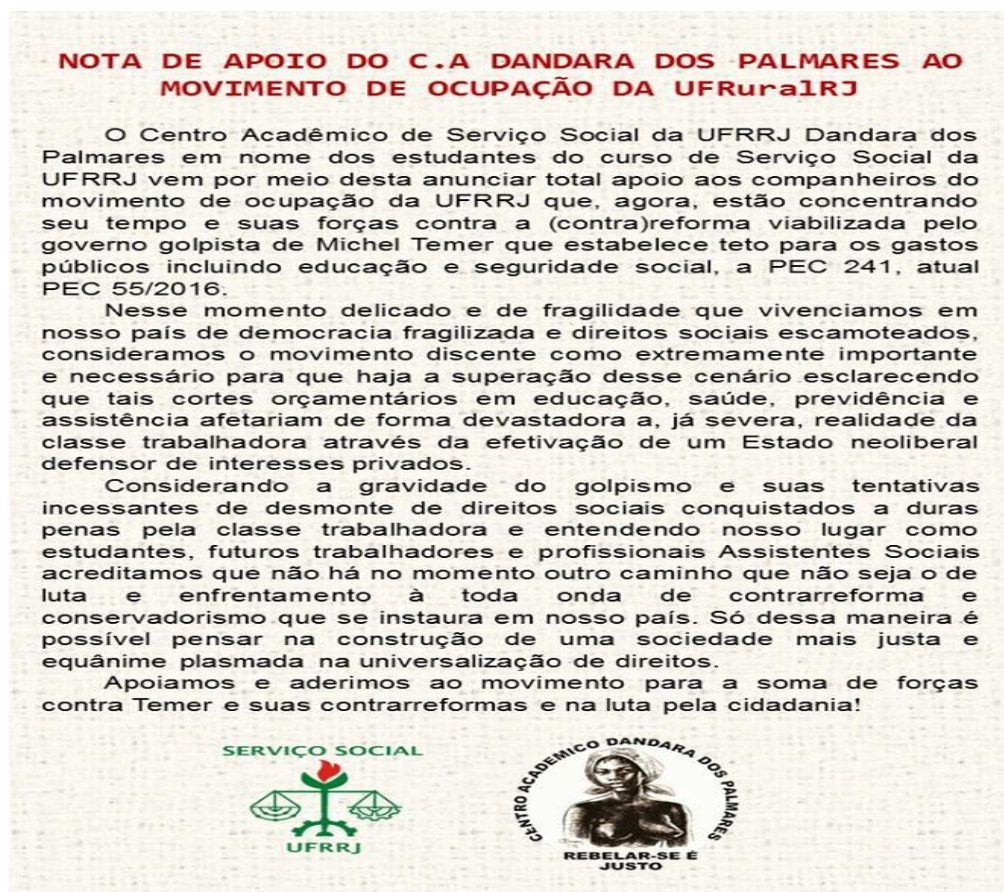 NOTA DE APOIO DO C.A DANDARA DOS PALMARES AO
MOVIMENTO DE OCUPAÇÃO DA UFRuralRJ
O Centro Acadêmico de Serviço Social da UFRRJ Dandara dos
Palmares em nome dos estudantes do curso de Serviço Social da
UFRRJ vem por meio desta anunciar total apoio aos companheiros do
movimento de ocupação da UFRRJ que, agora, estão concentrando
seu tempo e suas forças contra a (contra)reforma viabilizada pelo
governo golpista de Michel Temer que estabelece teto para os gastos
públicos incluindo educação e seguridade social, a PEC 241, atual
PEC 55/2016.
Nesse momento delicado e de fragilidade que vivenciamos em
nosso país de democracia fragilizada e direitos sociais escamoteados,
consideramos o movimento discente como extremamente importante
e necessário para que haja a superação desse cenário esclarecendo
que tais cortes orçamentários em educação, saúde, previdência e
assistência afetariam de forma devastadora a, já severa, realidade da
classe trabalhadora através da efetivação de um Estado neoliberal
defensor de interesses privados.
Considerando a gravidade do golpismo e suas tentativas
incessantes de desmonte de direitos sociais conquistados a duras
penas pela classe trabalhadora e entendendo nosso lugar como
estudantes, futuros trabalhadores e profissionais Assistentes Sociais
acreditamos que não há no momento outro caminho que não seja o de
luta e enfrentamento à toda onda de contrarreforma e
conservadorismo que se instaura em nosso país. Só dessa maneira é
possível pensar na construção de uma sociedade mais justa e
equânime plasmada na universalização de direitos.
Apoiamos e aderimos ao movimento para a soma de forças
contra Temer e suas contrarreformas e na luta pela cidadania!
SERVIÇO SOCIAL
UFRRJ
CENTRO ACADEMICO DANDARA DOS PALMARES
REBELAR-SE É
JUSTO